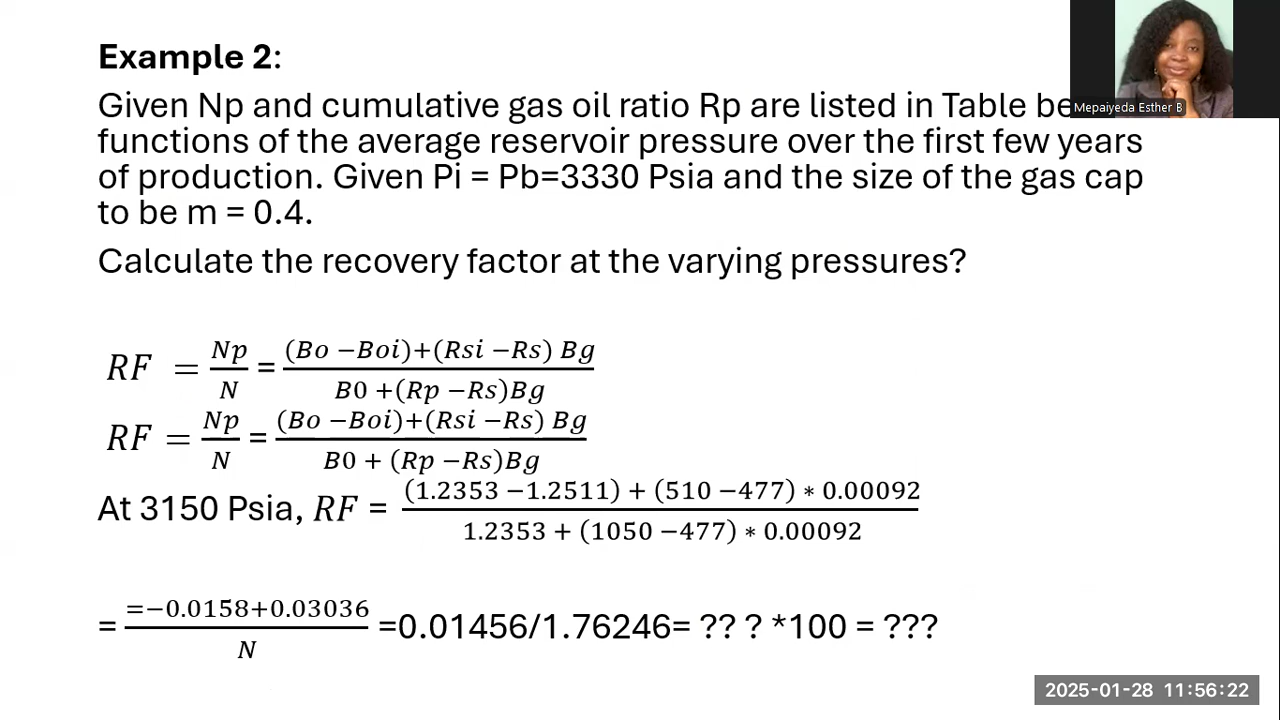 Example 2:
Given Np and cumulative gas oil ratio Rp are listed in Table be
Mepaiyeda Esther B
functions of the average reservoir pressure over the first few years
of production. Given Pi = Pb=3330 Psia and the size of the gas cap
to be m = 0.4.
Calculate the recovery factor at the varying pressures?
RF = Np/N = (Bo −Boi)+(Rsi −Rs) Bg / B0 +(Rp −Rs)Bg
RF = Np/N = (Bo −Boi)+(Rsi −Rs) Bg / B0 + (Rp −Rs)Bg
At 3150 Psia, RF = (1.2353 −1.2511) + (510 −477) ∗ 0.00092 / 1.2353 + (1050 −477) ∗ 0.00092
= =−0.0158+0.03036 / N =0.01456/1.76246= ?? ? *100 = ???
2025-01-28 11:56:22